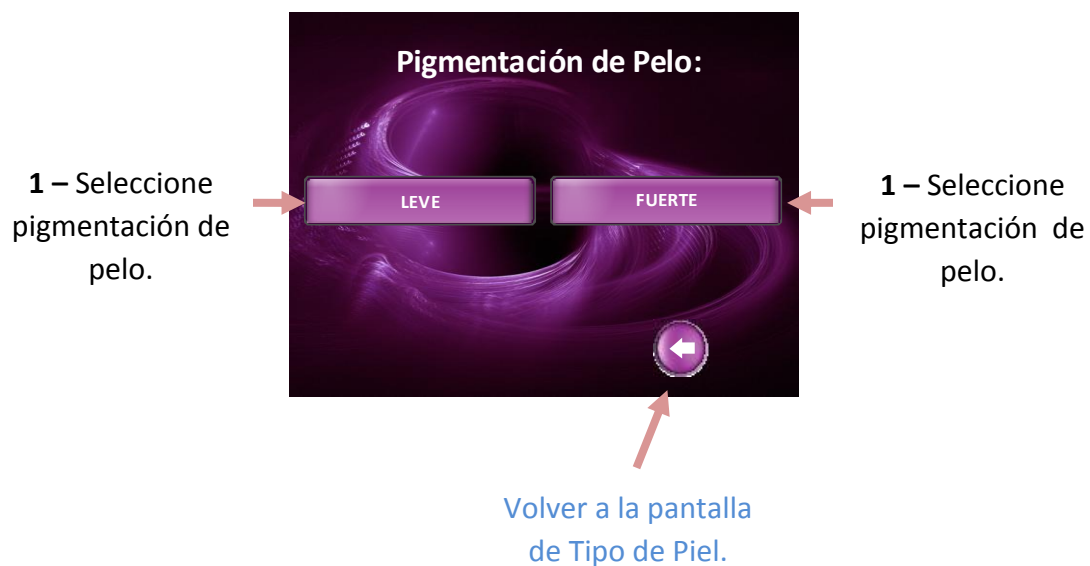 Pigmentación de Pelo:
1 – Seleccione
pigmentación de
pelo.
LEVE
FUERTE
1 – Seleccione
pigmentación de
pelo.
Volver a la pantalla
de Tipo de Piel.